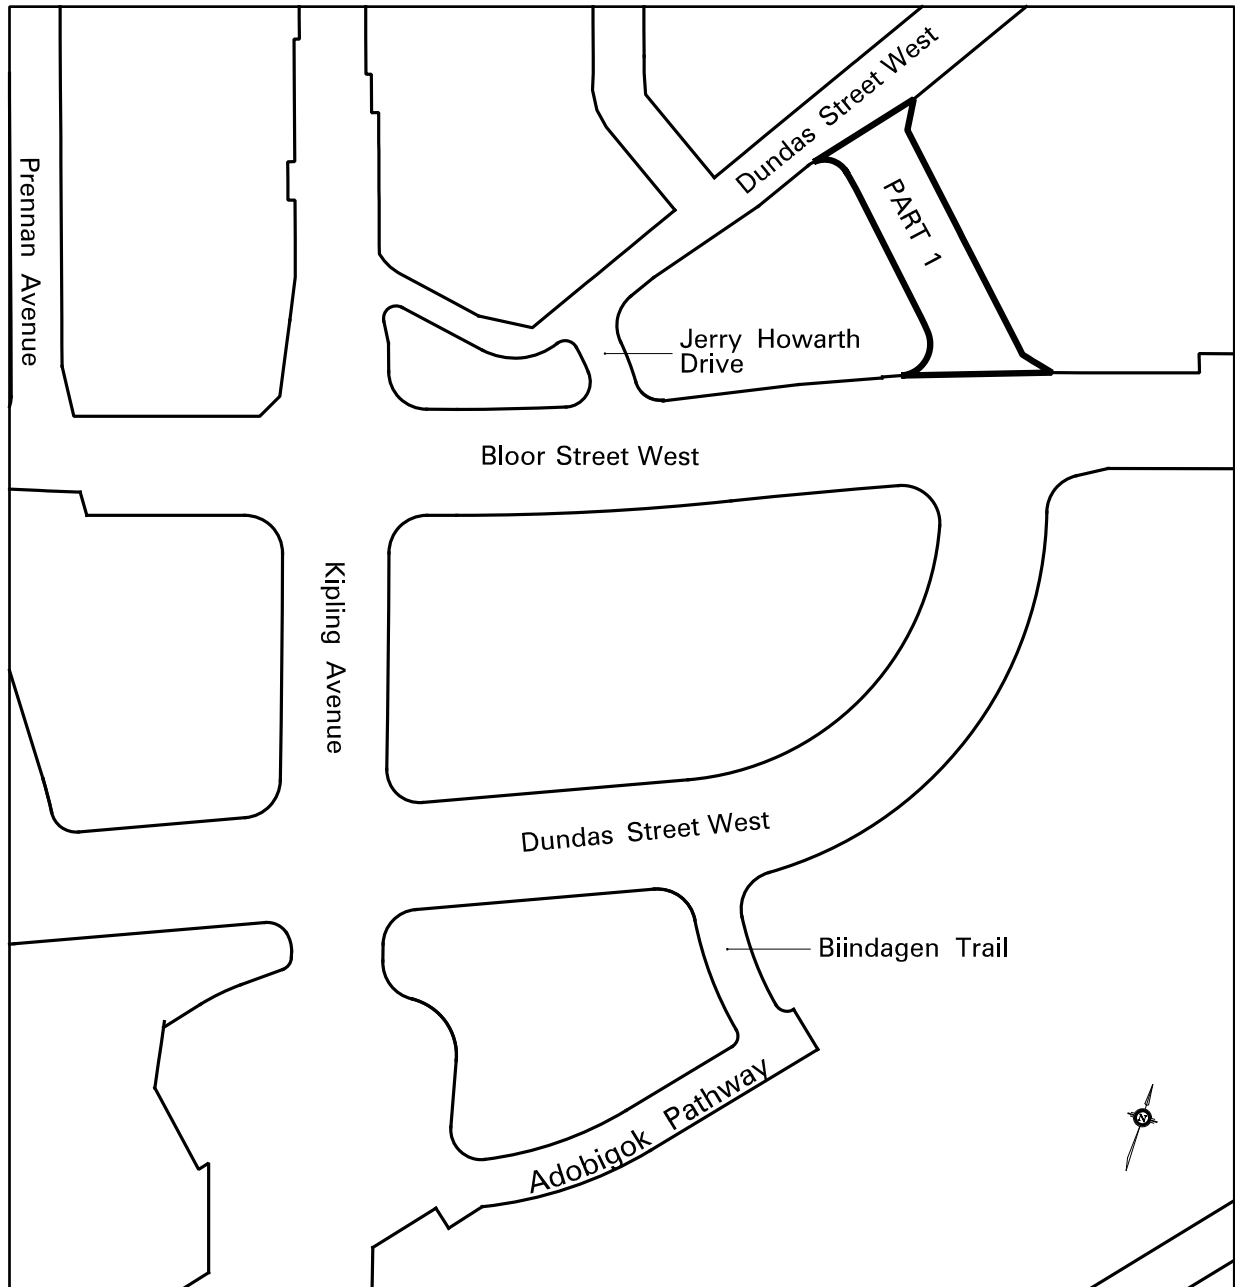 Dundas Street West
Prennan Avenue
PART 1
Jerry Howarth
Drive
Bloor Street West
Kipling Avenue
Dundas Street West
Biindagen Trail
Adobigok Pathway
N